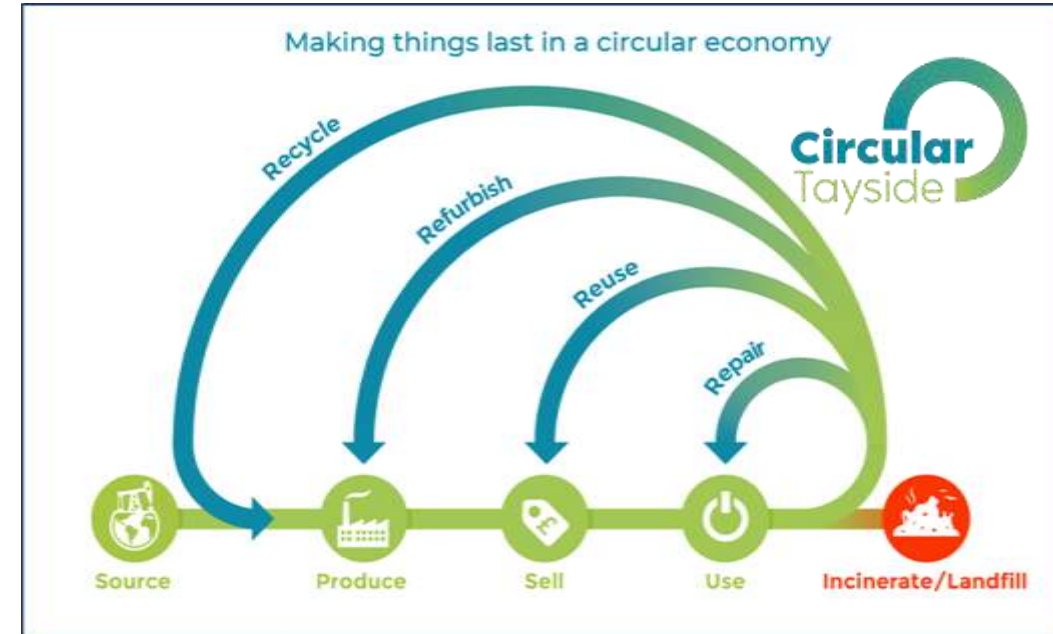 Making things last in a circular economy
Circular
Tayside
Recycle
Refurbish
Reuse
Repair
£
Source
Produce
Sell
Use
Incinerate/Landfill